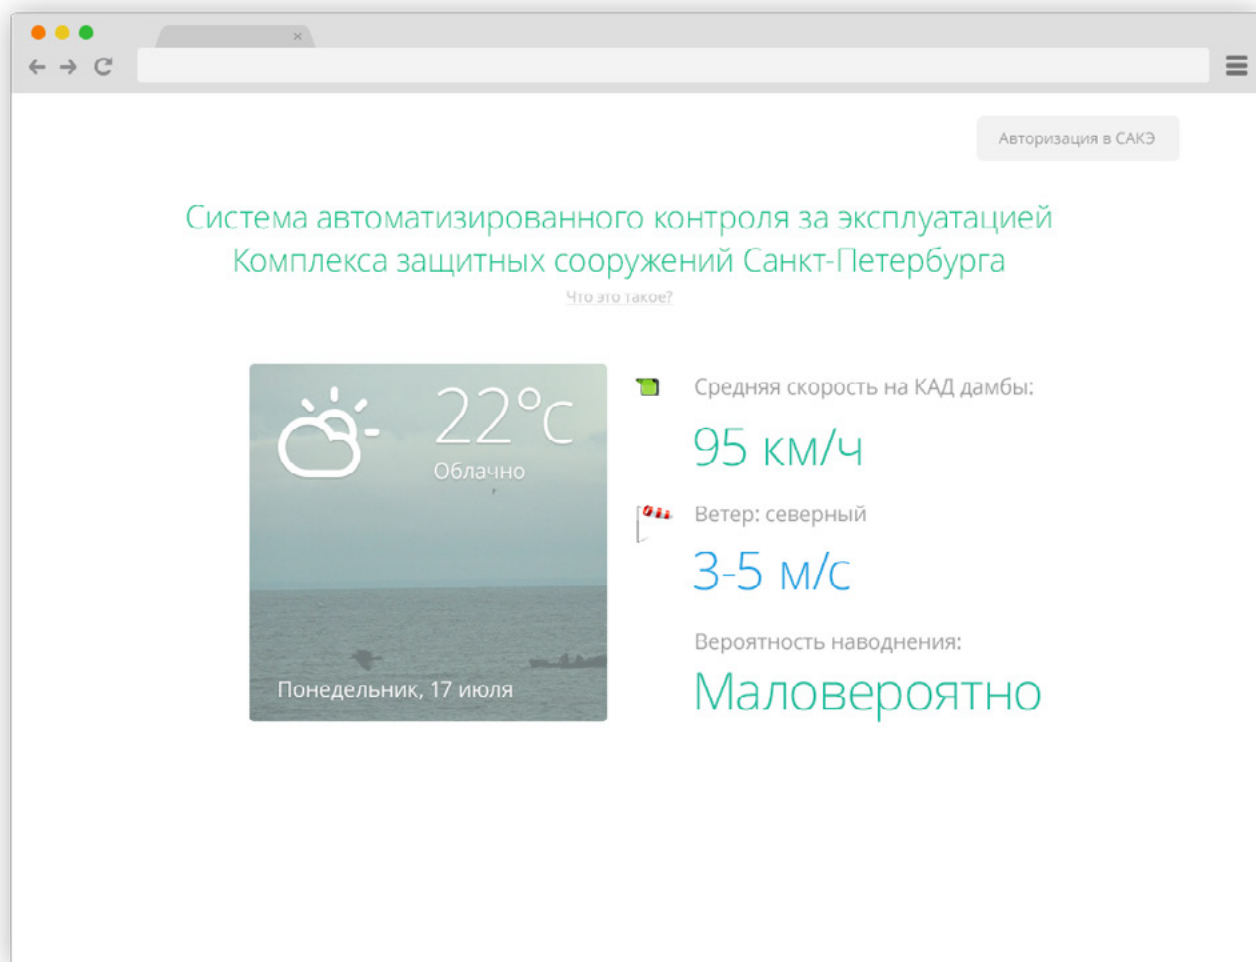 Авторизация в САКЭ
Система автоматизированного контроля за эксплуатацией
Комплекса защитных сооружений Санкт-Петербурга
Что это такое?
22°C
Облачно
Понедельник, 17 июля
Средняя скорость на КАД дамбы:
95 км/ч
Ветер: северный
3-5 м/с
Вероятность наводнения:
Маловероятно